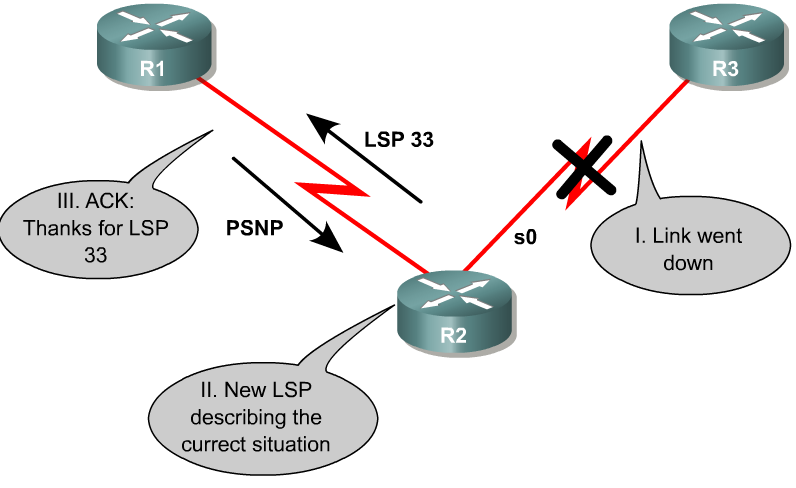 R1
R3
LSP 33
III. ACK:
Thanks for LSP
33
PSNP
s0
I. Link went
down
R2
II. New LSP
describing the
currect situation